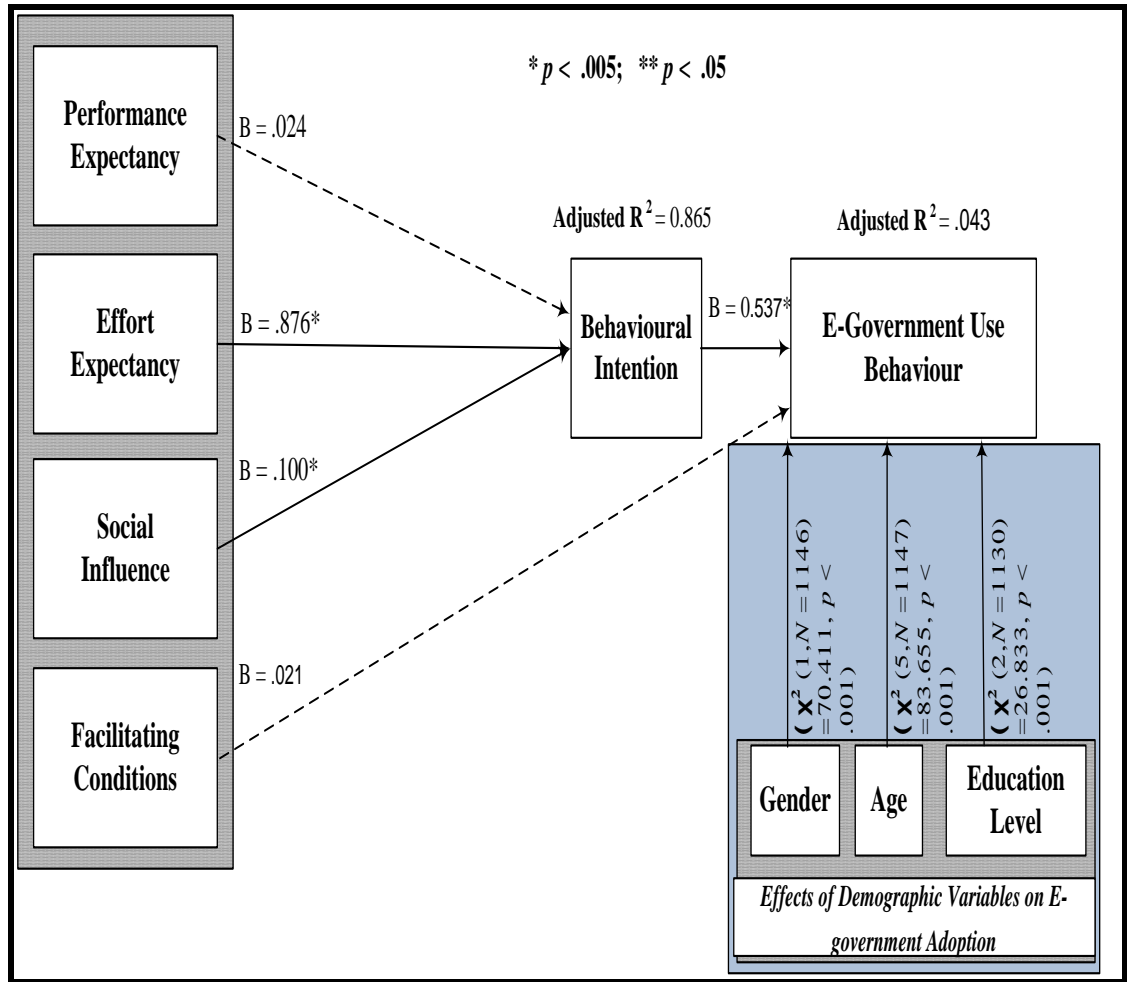 * p < .005; ** p < .05
Performance
Expectancy
B = .024
Adjusted R² = 0.865
Adjusted R² = .043
Effort
Expectancy
B = .876*
Behavioural
Intention
B = 0.537*
E-Government Use
Behaviour
Social
Influence
B = .100*
Facilitating
Conditions
B = .021
(χ² (1,N =1146)
=70.411, p <
.001)
(χ² (5,N =1147)
=83.655, p <
.001)
(χ² (2,N =1130)
=26.833, p <
.001)
Gender
Age
Education
Level
Effects of Demographic Variables on E-
government Adoption